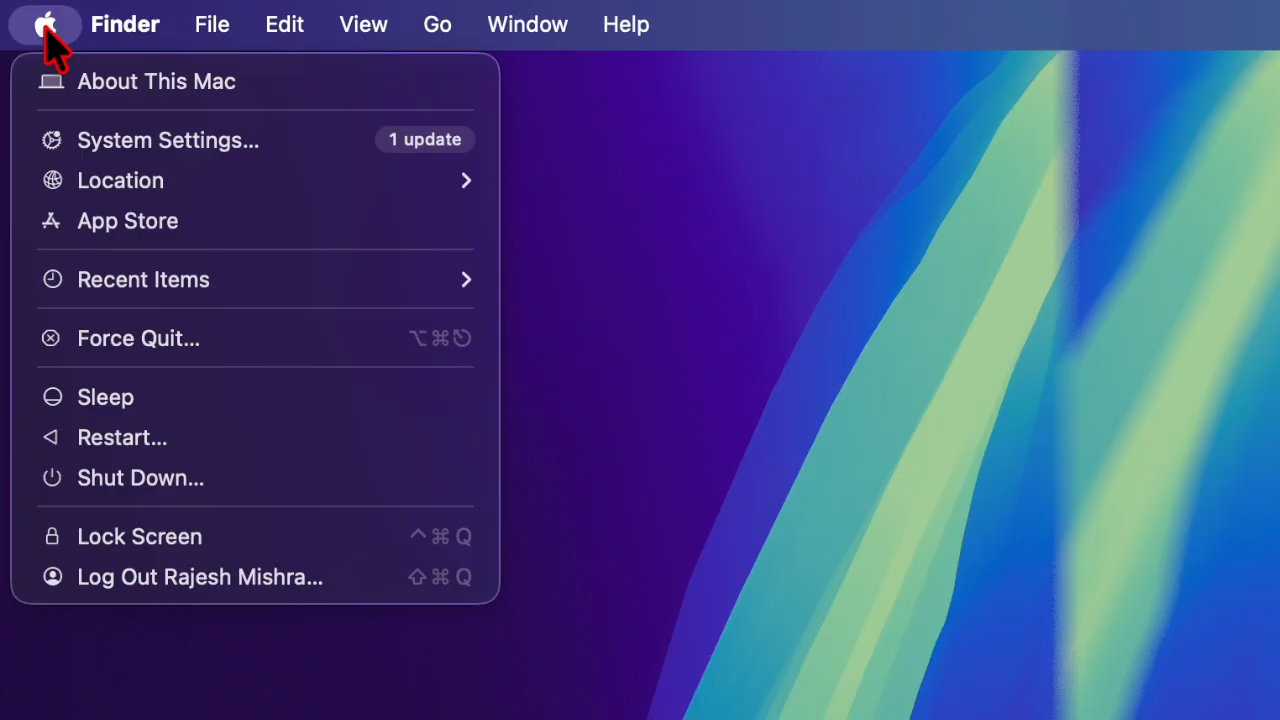 Finder File Edit View Go Window Help
About This Mac
System Settings... 1 update
Location
App Store
Recent Items
Force Quit... ⌥⌘⎋
Sleep
Restart...
Shut Down...
Lock Screen ^⌘Q
Log Out Rajesh Mishra... ⇧⌘Q